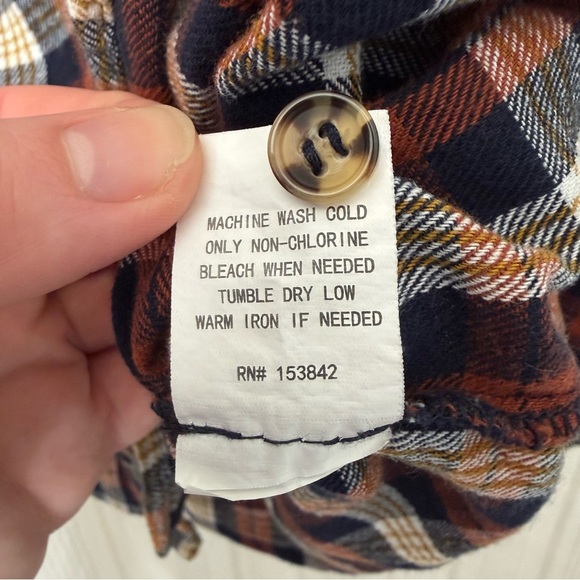 MACHINE WASH COLD
ONLY NON-CHLORINE
BLEACH WHEN NEEDED
TUMBLE DRY LOW
WARM IRON IF NEEDED
RN# 153842